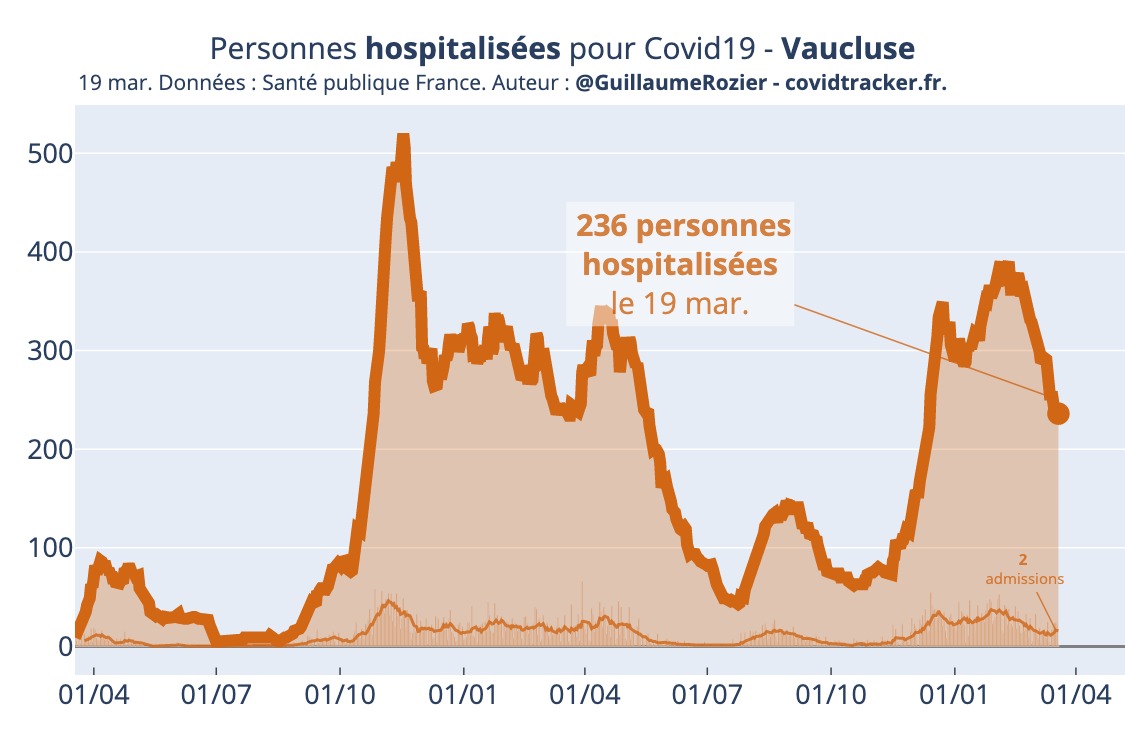 Personnes hospitalisées pour Covid19 - Vaucluse
19 mar. Données : Santé publique France. Auteur : @GuillaumeRozier - covidtracker.fr.
500
400
300
200
100
0
236 personnes
hospitalisées
le 19 mar.
2
admissions
01/04
01/07
01/10
01/01
01/04
01/07
01/10
01/01
01/04